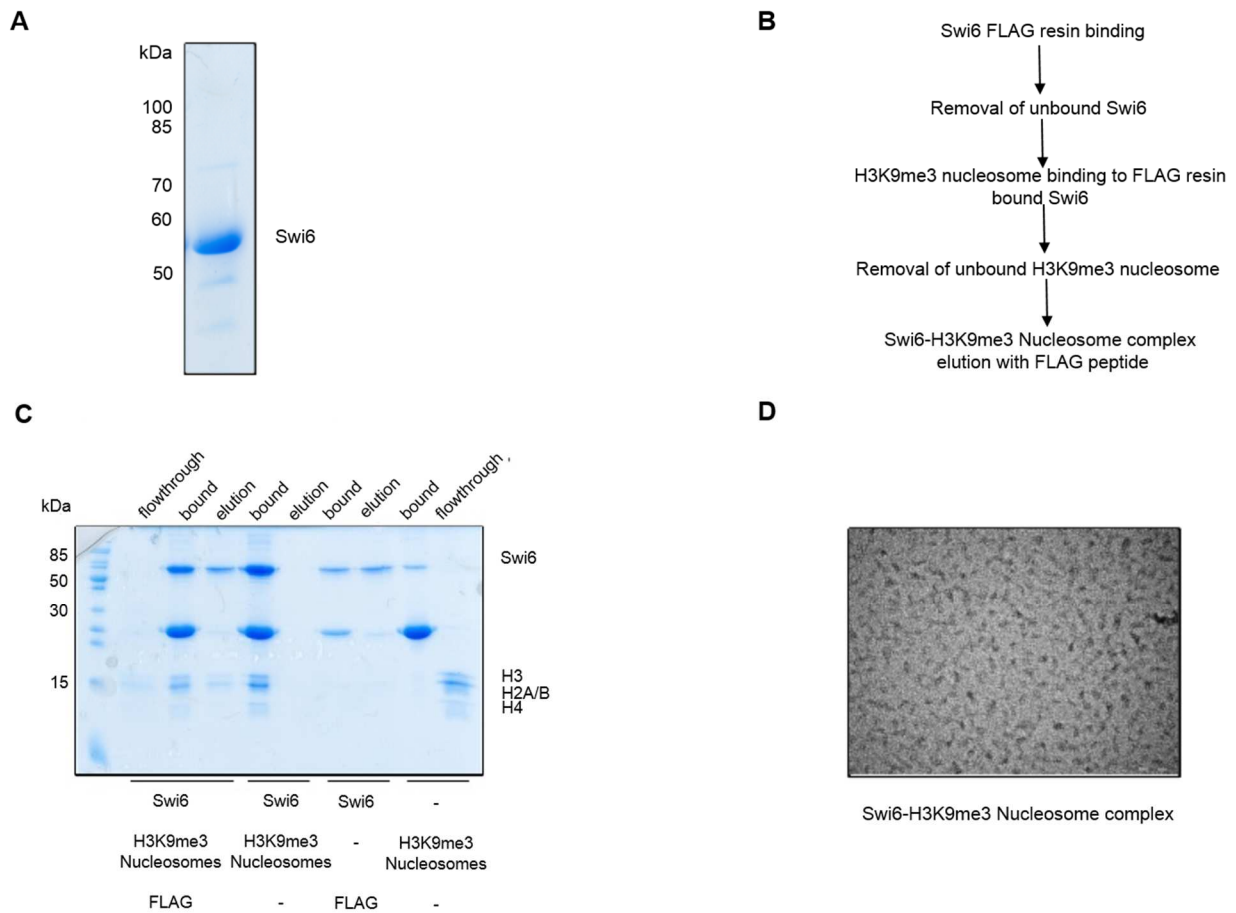 A
kDa
100
85
70
60
50
Swi6
B
Swi6 FLAG resin binding
Removal of unbound Swi6
H3K9me3 nucleosome binding to FLAG resin
bound Swi6
Removal of unbound H3K9me3 nucleosome
Swi6-H3K9me3 Nucleosome complex
elution with FLAG peptide
C
kDa
flowthrough
bound
elution
bound
elution
bound
elution
bound
flowthrough
85
50
30
15
Swi6
H3
H2A/B
H4
Swi6 Swi6 Swi6 -
H3K9me3 H3K9me3 - H3K9me3
Nucleosomes Nucleosomes Nucleosomes
FLAG - FLAG -
D
Swi6-H3K9me3 Nucleosome complex